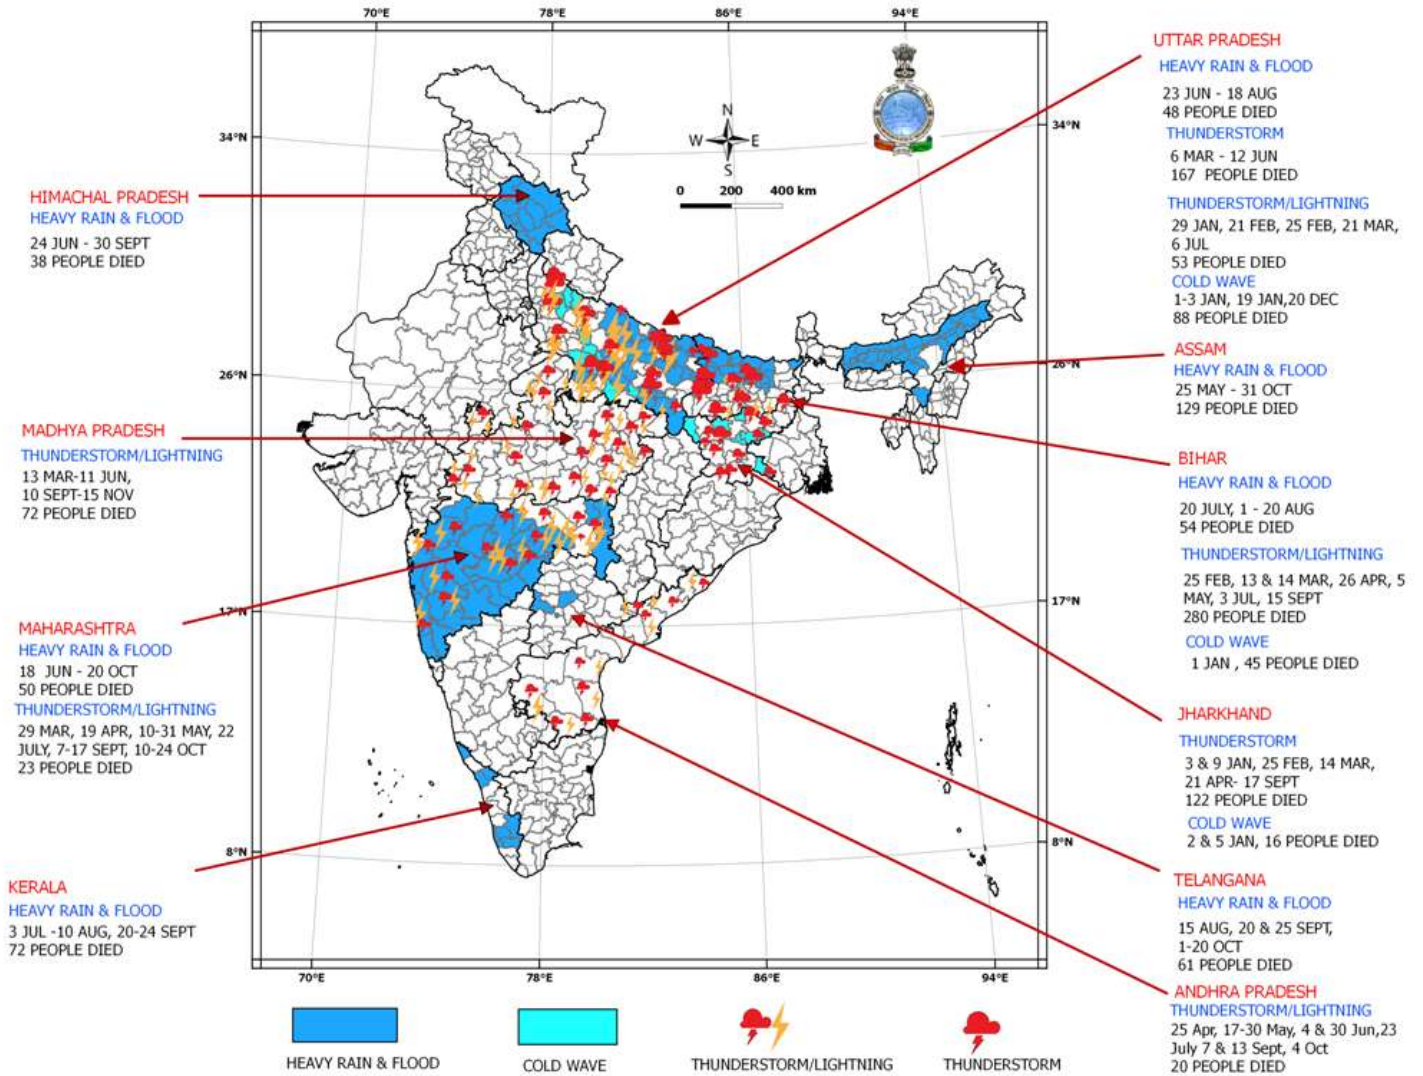 70°E
78°E
86°E
94°E
34°N
34°N
26°N
26°N
17°N
17°N
8°N
8°N
70°E
78°E
86°E
94°E
N
W
E
S
0 200 400 km
HIMACHAL PRADESH
HEAVY RAIN & FLOOD
24 JUN - 30 SEPT
38 PEOPLE DIED
MADHYA PRADESH
THUNDERSTORM/LIGHTNING
13 MAR-11 JUN,
10 SEPT-15 NOV
72 PEOPLE DIED
MAHARASHTRA
HEAVY RAIN & FLOOD
18 JUN - 20 OCT
50 PEOPLE DIED
THUNDERSTORM/LIGHTNING
29 MAR, 19 APR, 10-31 MAY, 22
JULY, 7-17 SEPT, 10-24 OCT
23 PEOPLE DIED
KERALA
HEAVY RAIN & FLOOD
3 JUL -10 AUG, 20-24 SEPT
72 PEOPLE DIED
UTTAR PRADESH
HEAVY RAIN & FLOOD
23 JUN - 18 AUG
48 PEOPLE DIED
THUNDERSTORM
6 MAR - 12 JUN
167 PEOPLE DIED
THUNDERSTORM/LIGHTNING
29 JAN, 21 FEB, 25 FEB, 21 MAR,
6 JUL
53 PEOPLE DIED
COLD WAVE
1-3 JAN, 19 JAN,20 DEC
88 PEOPLE DIED
ASSAM
HEAVY RAIN & FLOOD
25 MAY - 31 OCT
129 PEOPLE DIED
BIHAR
HEAVY RAIN & FLOOD
20 JULY, 1 - 20 AUG
54 PEOPLE DIED
THUNDERSTORM/LIGHTNING
25 FEB, 13 & 14 MAR, 26 APR, 5
MAY, 3 JUL, 15 SEPT
280 PEOPLE DIED
COLD WAVE
1 JAN , 45 PEOPLE DIED
JHARKHAND
THUNDERSTORM
3 & 9 JAN, 25 FEB, 14 MAR,
21 APR- 17 SEPT
122 PEOPLE DIED
COLD WAVE
2 & 5 JAN, 16 PEOPLE DIED
TELANGANA
HEAVY RAIN & FLOOD
15 AUG, 20 & 25 SEPT,
1-20 OCT
61 PEOPLE DIED
ANDHRA PRADESH
THUNDERSTORM/LIGHTNING
25 Apr, 17-30 May, 4 & 30 Jun,23
July 7 & 13 Sept, 4 Oct
20 PEOPLE DIED
HEAVY RAIN & FLOOD
COLD WAVE
THUNDERSTORM/LIGHTNING
THUNDERSTORM